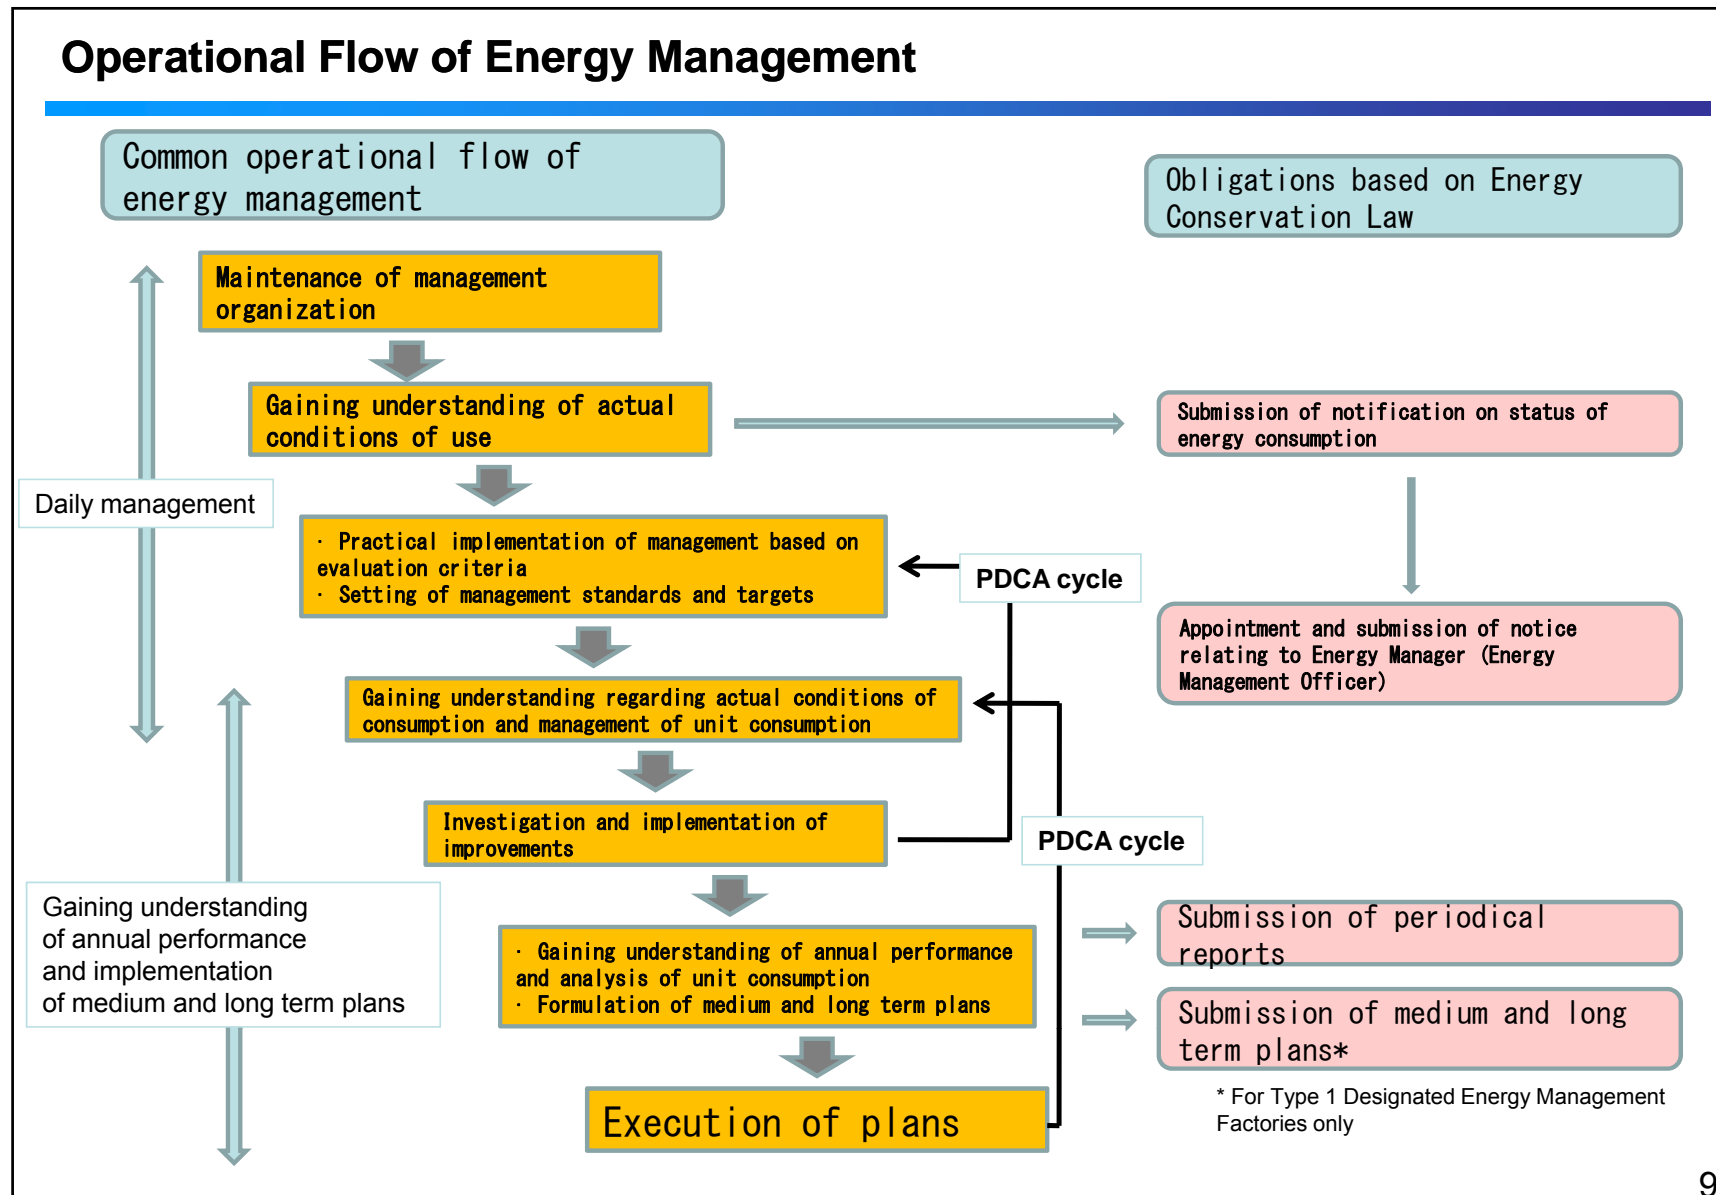 Operational Flow of Energy Management
Common operational flow of
energy management
Obligations based on Energy
Conservation Law
Maintenance of management
organization
Gaining understanding of actual
conditions of use
Submission of notification on status of
energy consumption
Daily management
· Practical implementation of management based on
evaluation criteria
· Setting of management standards and targets
PDCA cycle
Appointment and submission of notice
relating to Energy Manager (Energy
Management Officer)
Gaining understanding regarding actual conditions of
consumption and management of unit consumption
Investigation and implementation of
improvements
PDCA cycle
Gaining understanding
of annual performance
and implementation
of medium and long term plans
· Gaining understanding of annual performance
and analysis of unit consumption
· Formulation of medium and long term plans
Submission of periodical
reports
Submission of medium and long
term plans*
* For Type 1 Designated Energy Management
Factories only
Execution of plans
9